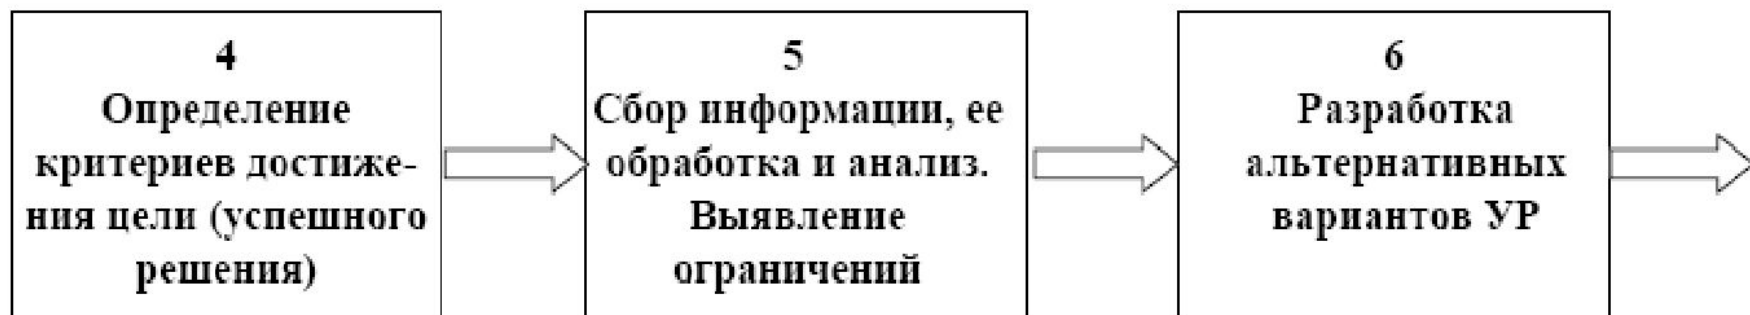 4
Определение
критериев достиже-
ния цели (успешного
решения)
5
Сбор информации, ее
обработка и анализ.
Выявление
ограничений
6
Разработка
альтернативных
вариантов УР